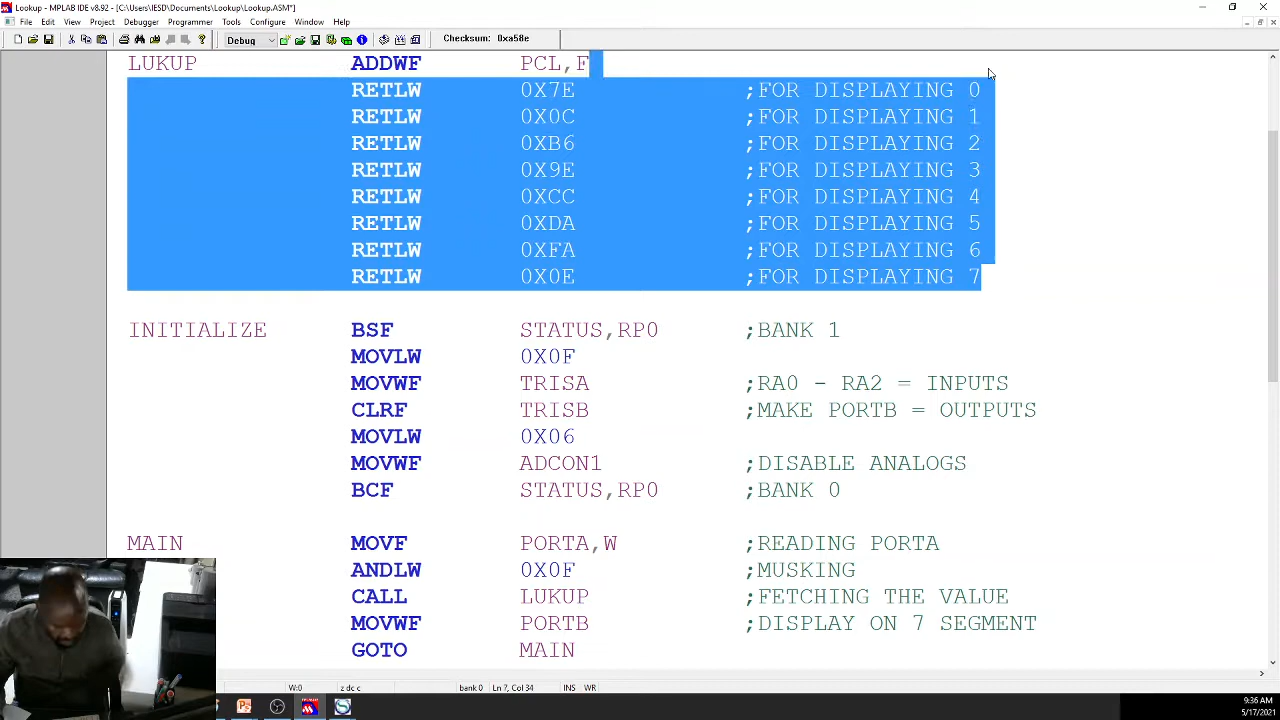 Lookup - MPLAB IDE v8.92 - [C:\Users\IESD\Documents\Lookup\Lookup.ASM*]
File Edit View Project Debugger Programmer Tools Configure Window Help
Debug Checksum: 0xa58e
LUKUP ADDWF PCL,F
RETLW 0X7E ;FOR DISPLAYING 0
RETLW 0X0C ;FOR DISPLAYING 1
RETLW 0XB6 ;FOR DISPLAYING 2
RETLW 0X9E ;FOR DISPLAYING 3
RETLW 0XCC ;FOR DISPLAYING 4
RETLW 0XDA ;FOR DISPLAYING 5
RETLW 0XFA ;FOR DISPLAYING 6
RETLW 0X0E ;FOR DISPLAYING 7
INITIALIZE BSF STATUS,RP0 ;BANK 1
MOVLW 0X0F
MOVWF TRISA ;RA0 - RA2 = INPUTS
CLRF TRISB ;MAKE PORTB = OUTPUTS
MOVLW 0X06
MOVWF ADCON1 ;DISABLE ANALOGS
BCF STATUS,RP0 ;BANK 0
MAIN MOVF PORTA,W ;READING PORTA
ANDLW 0X0F ;MUSKING
CALL LUKUP ;FETCHING THE VALUE
MOVWF PORTB ;DISPLAY ON 7 SEGMENT
GOTO MAIN
W:0 z dc c bank 0 Ln 7, Col 34 INS WR
9:36 AM
5/17/2021